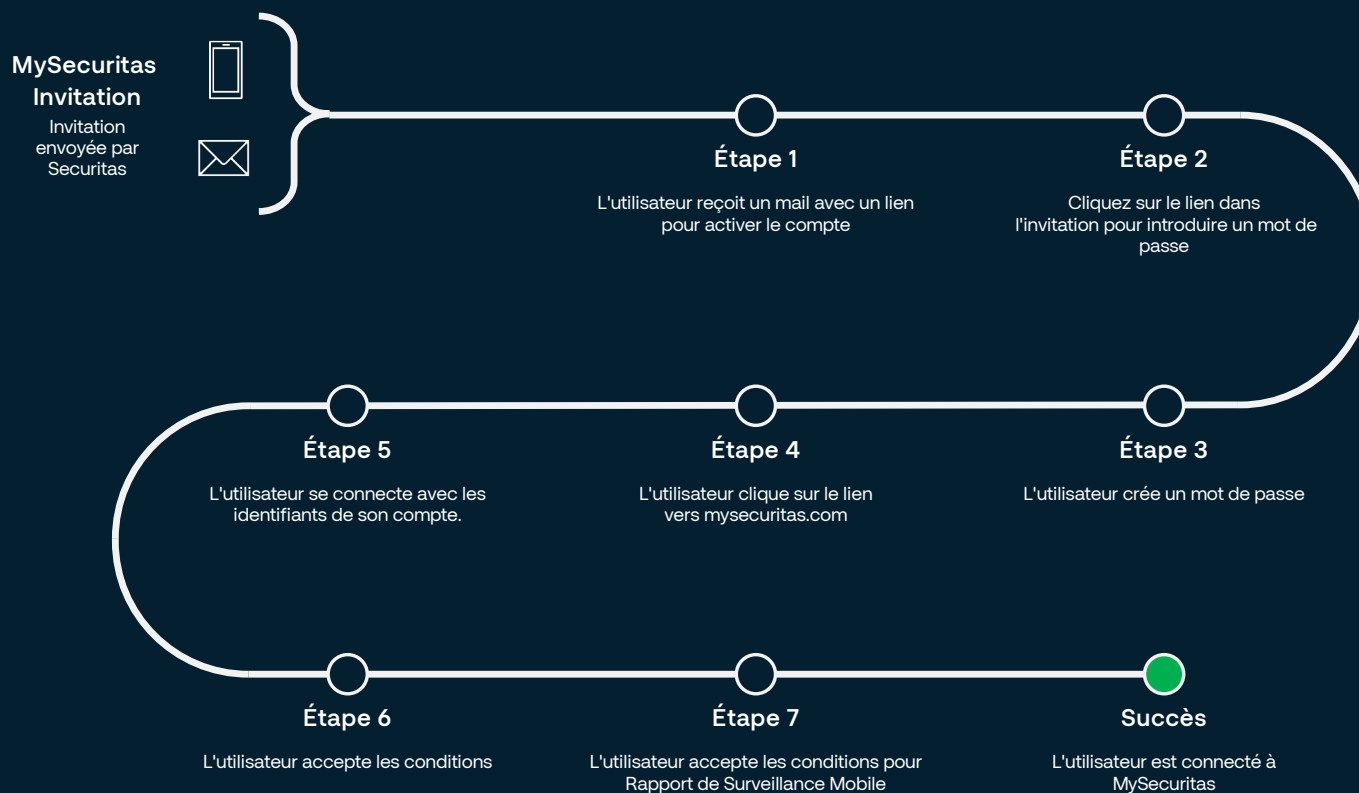 MySecuritas
Invitation
Invitation
envoyée par
Securitas
Étape 1
L'utilisateur reçoit un mail avec un lien
pour activer le compte
Étape 2
Cliquez sur le lien dans
l'invitation pour introduire un mot de
passe
Étape 3
L'utilisateur crée un mot de passe
Étape 4
L'utilisateur clique sur le lien
vers mysecuritas.com
Étape 5
L'utilisateur se connecte avec les
identifiants de son compte.
Étape 6
L'utilisateur accepte les conditions
Étape 7
L'utilisateur accepte les conditions pour
Rapport de Surveillance Mobile
Succès
L'utilisateur est connecté à
MySecuritas